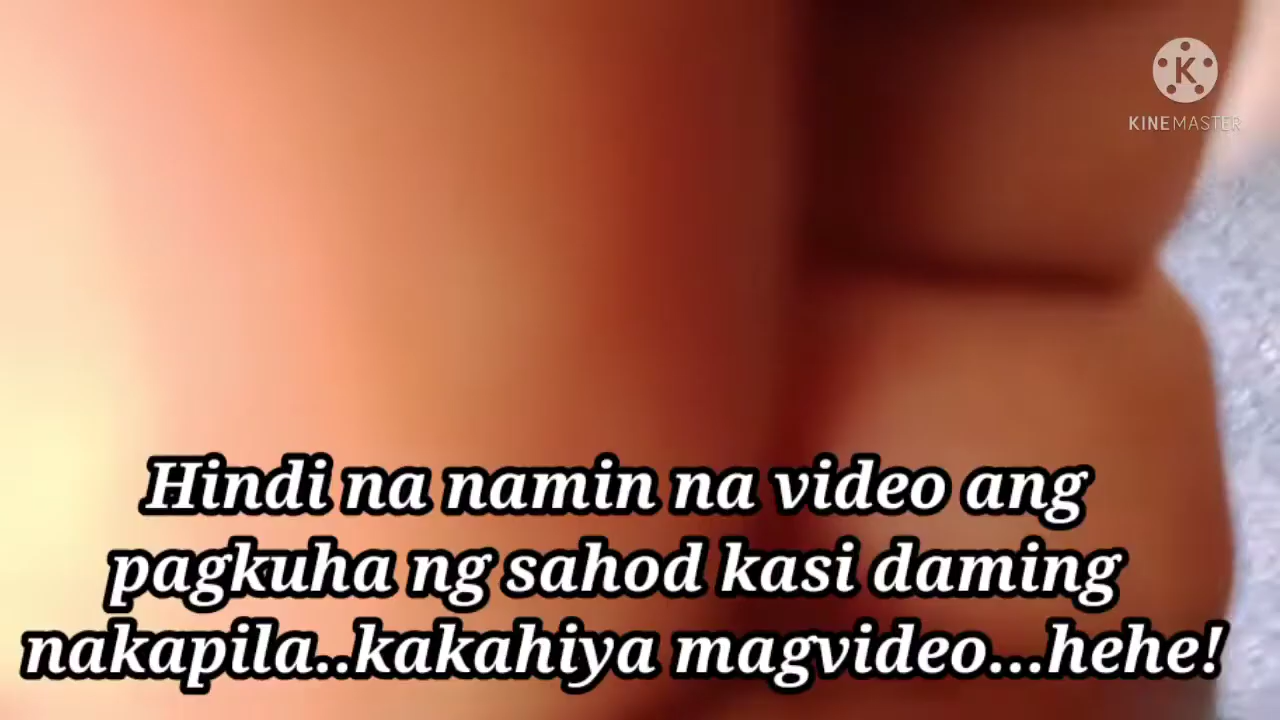 KINEMASTER
Hindi na namin na video ang
pagkuha ng sahod kasi daming
nakapila..kakahiya magvideo...hehe!